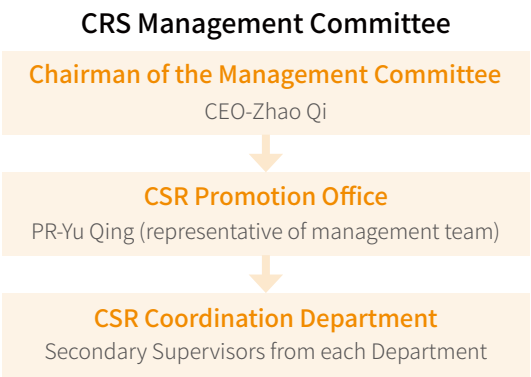 CRS Management Committee
Chairman of the Management Committee
CEO-Zhao Qi
CSR Promotion Office
PR-Yu Qing (representative of management team)
CSR Coordination Department
Secondary Supervisors from each Department